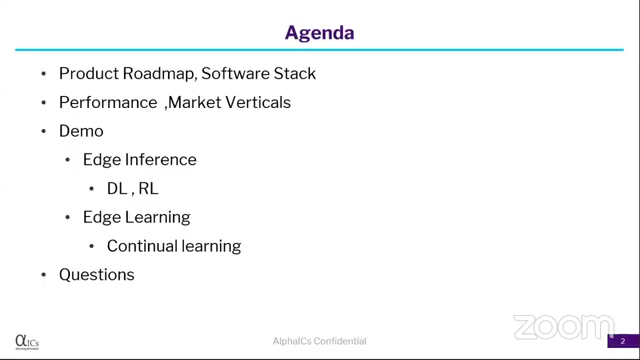 Agenda
• Product Roadmap, Software Stack
• Performance ,Market Verticals
• Demo
• Edge Inference
• DL , RL
• Edge Learning
• Continual learning
• Questions
αICs
AlphaICs Confidential
zoom
2